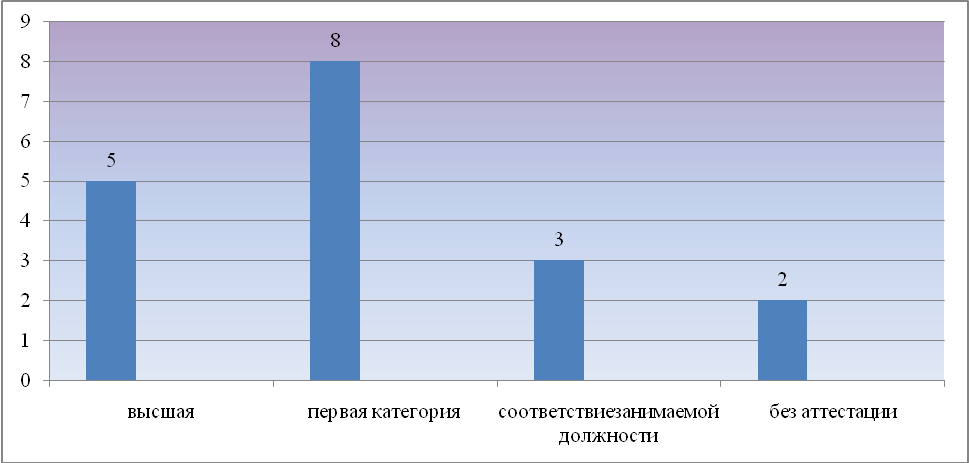 9
8
7
6
5
4
3
2
1
0
5
8
3
2
высшая
первая категория
соответствиезанимаемой
должности
без аттестации